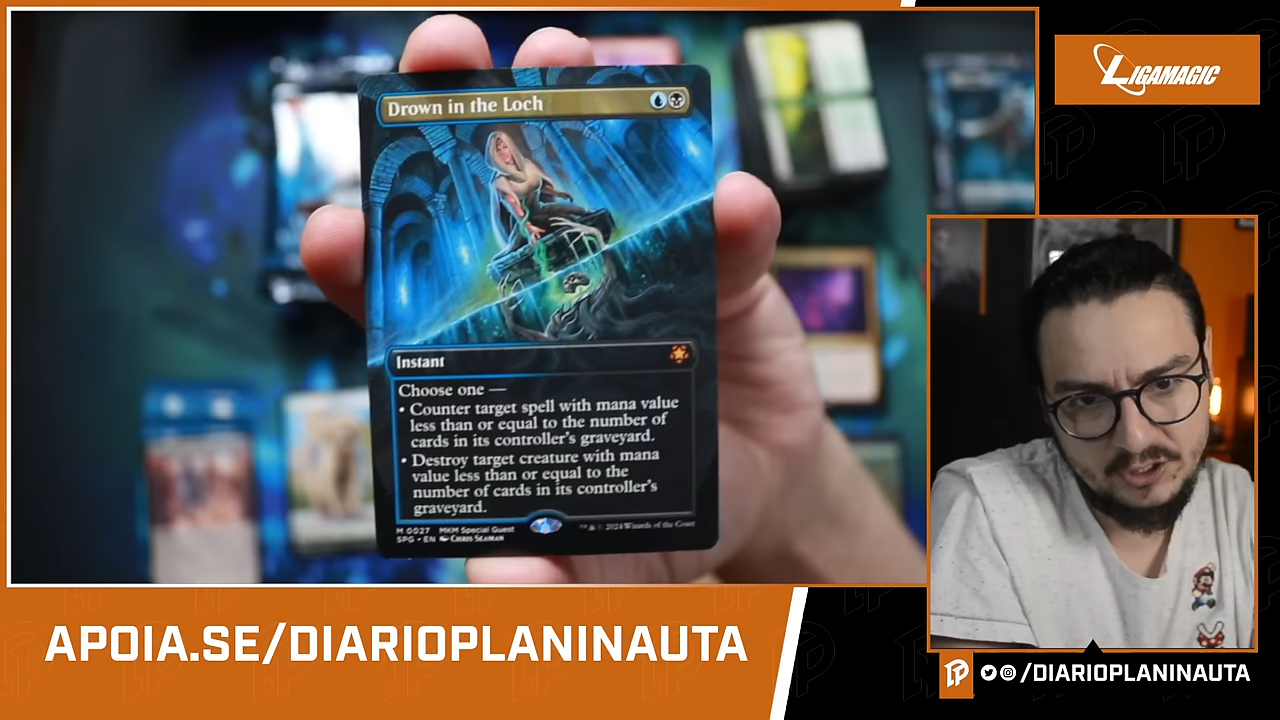 Drown in the Loch
Instant
Choose one —
• Counter target spell with mana value
less than or equal to the number of
cards in its controller's graveyard.
• Destroy target creature with mana
value less than or equal to the
number of cards in its controller's
graveyard.
M 0027 MKM Special Guest
SPG • EN Chris Seaman
™ & © 2024 Wizards of the Coast
LIGAMAGIC
APOIA.SE/DIARIOPLANINAUTA
/DIARIOPLANINAUTA